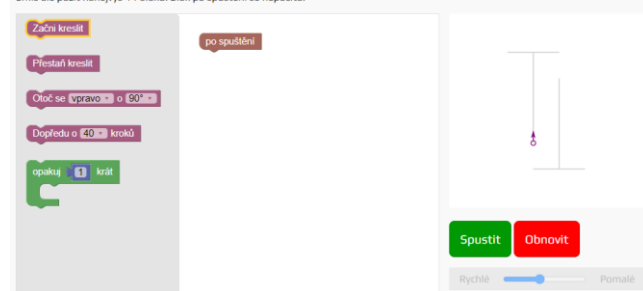 Začni kreslit
po spuštění
Přestaň kreslit
Otoč se vpravo o 90°
Dopředu o 40 kroků
opakuj 1 krát
Spustit
Obnovit
Rychlé
Pomalé